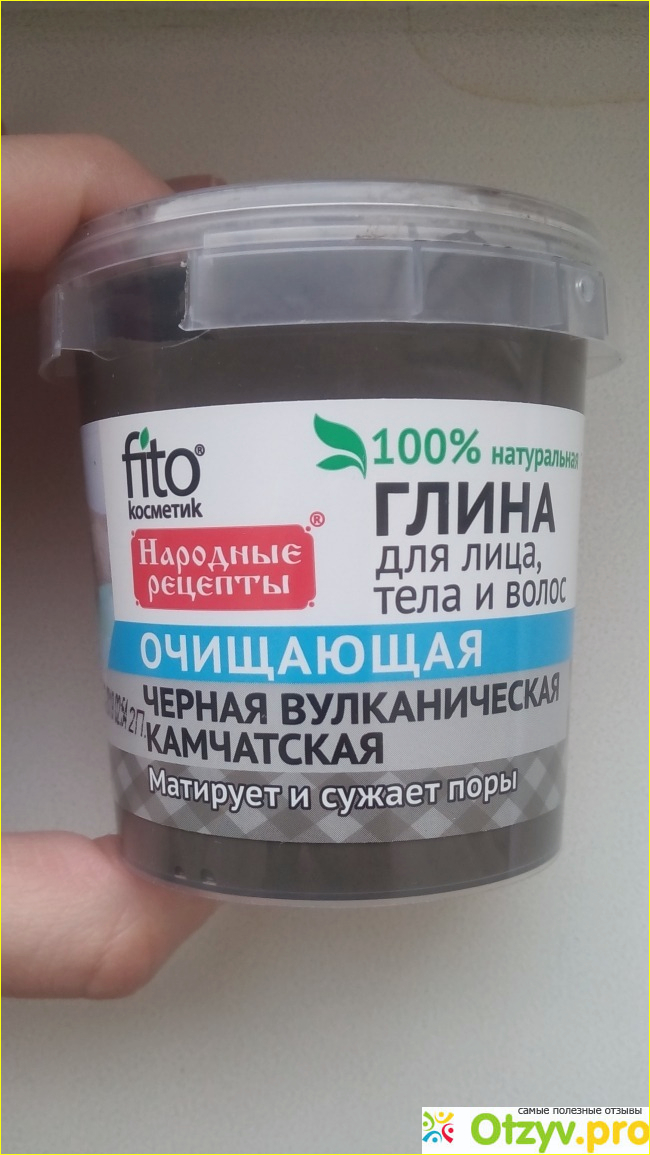 fito®
косметик
Народные
рецепты
®
100% натуральная
ГЛИНА
для лица,
тела и волос
ОЧИЩАЮЩАЯ
ЧЕРНАЯ ВУЛКАНИЧЕСКАЯ
КАМЧАТСКАЯ
Матирует и сужает поры
самые полезные отзывы
Otzyv.pro